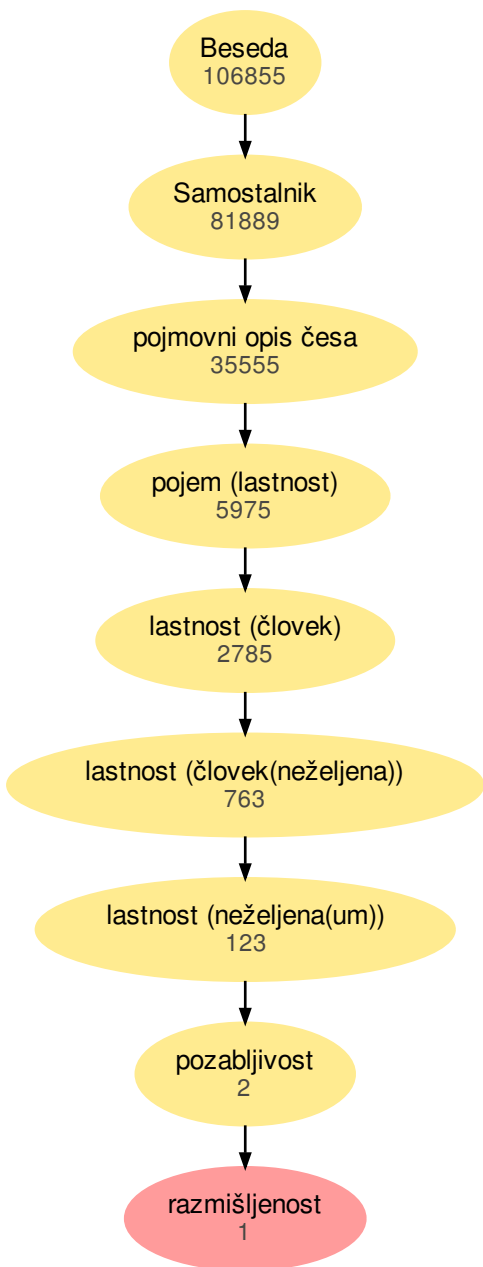 Beseda
106855
Samostalnik
81889
pojmovni opis česa
35555
pojem (lastnost)
5975
lastnost (človek)
2785
lastnost (človek(neželjena))
763
lastnost (neželjena(um))
123
pozabljivost
2
razmišljenost
1